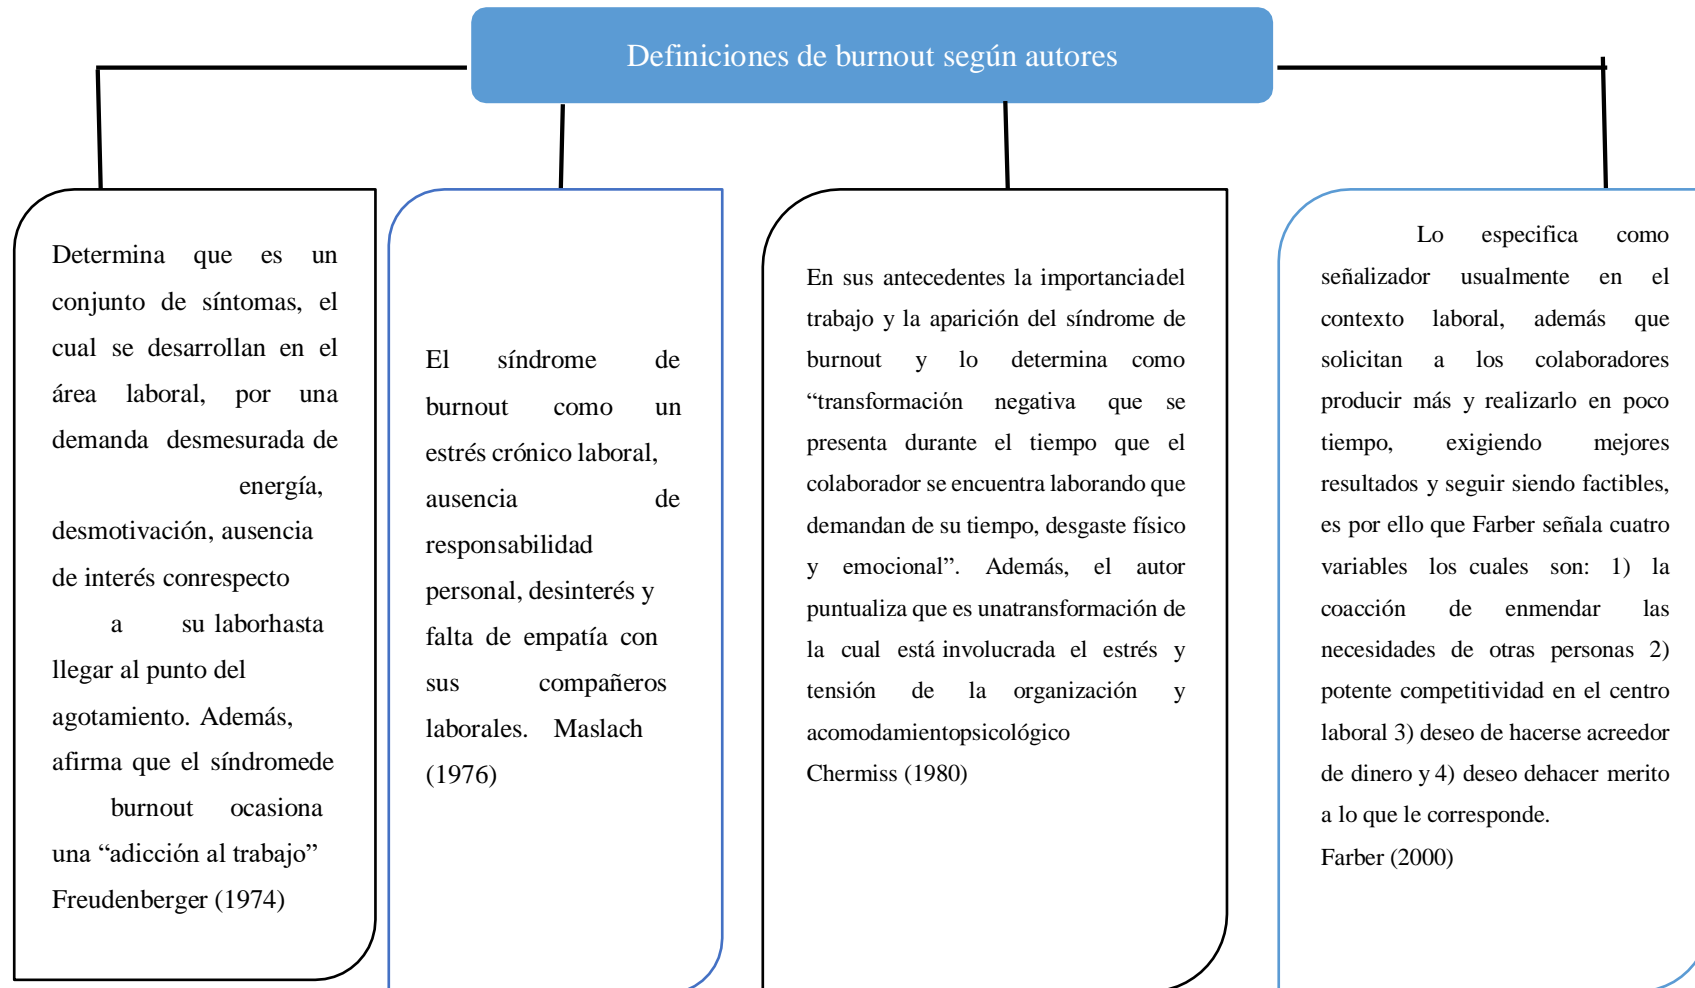 Definiciones de burnout según autores
Determina que es un
conjunto de síntomas, el
cual se desarrollan en el
área laboral, por una
demanda desmesurada de
energía,
desmotivación, ausencia
de interés conrespecto
a su laborhasta
llegar al punto del
agotamiento. Además,
afirma que el síndromede
burnout ocasiona
una “adicción al trabajo”
Freudenberger (1974)
El síndrome de
burnout como un
estrés crónico laboral,
ausencia de
responsabilidad
personal, desinterés y
falta de empatía con
sus compañeros
laborales. Maslach
(1976)
En sus antecedentes la importanciadel
trabajo y la aparición del síndrome de
burnout y lo determina como
“transformación negativa que se
presenta durante el tiempo que el
colaborador se encuentra laborando que
demandan de su tiempo, desgaste físico
y emocional”. Además, el autor
puntualiza que es unatransformación de
la cual está involucrada el estrés y
tensión de la organización y
acomodamientopsicológico
Chermiss (1980)
Lo especifica como
señalizador usualmente en el
contexto laboral, además que
solicitan a los colaboradores
producir más y realizarlo en poco
tiempo, exigiendo mejores
resultados y seguir siendo factibles,
es por ello que Farber señala cuatro
variables los cuales son: 1) la
coacción de enmendar las
necesidades de otras personas 2)
potente competitividad en el centro
laboral 3) deseo de hacerse acreedor
de dinero y 4) deseo dehacer merito
a lo que le corresponde.
Farber (2000)